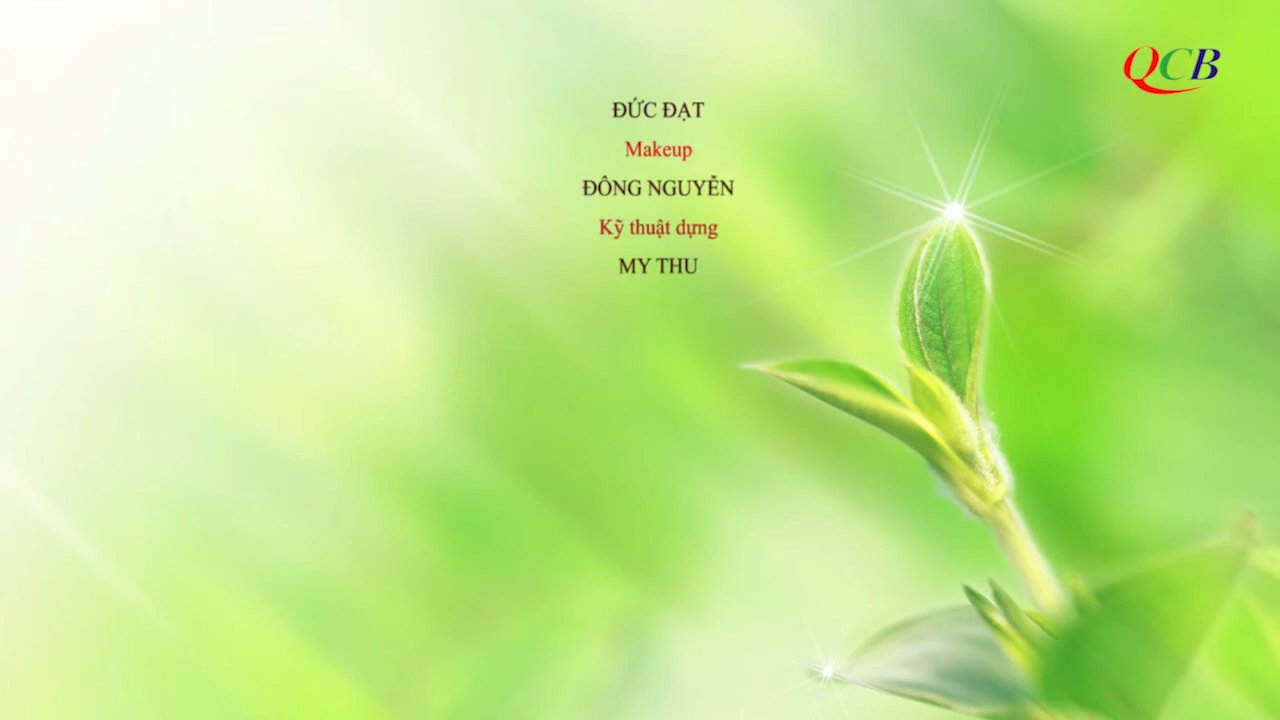 QCB
ĐỨC ĐẠT
Makeup
ĐÔNG NGUYỄN
Kỹ thuật dựng
MY THU